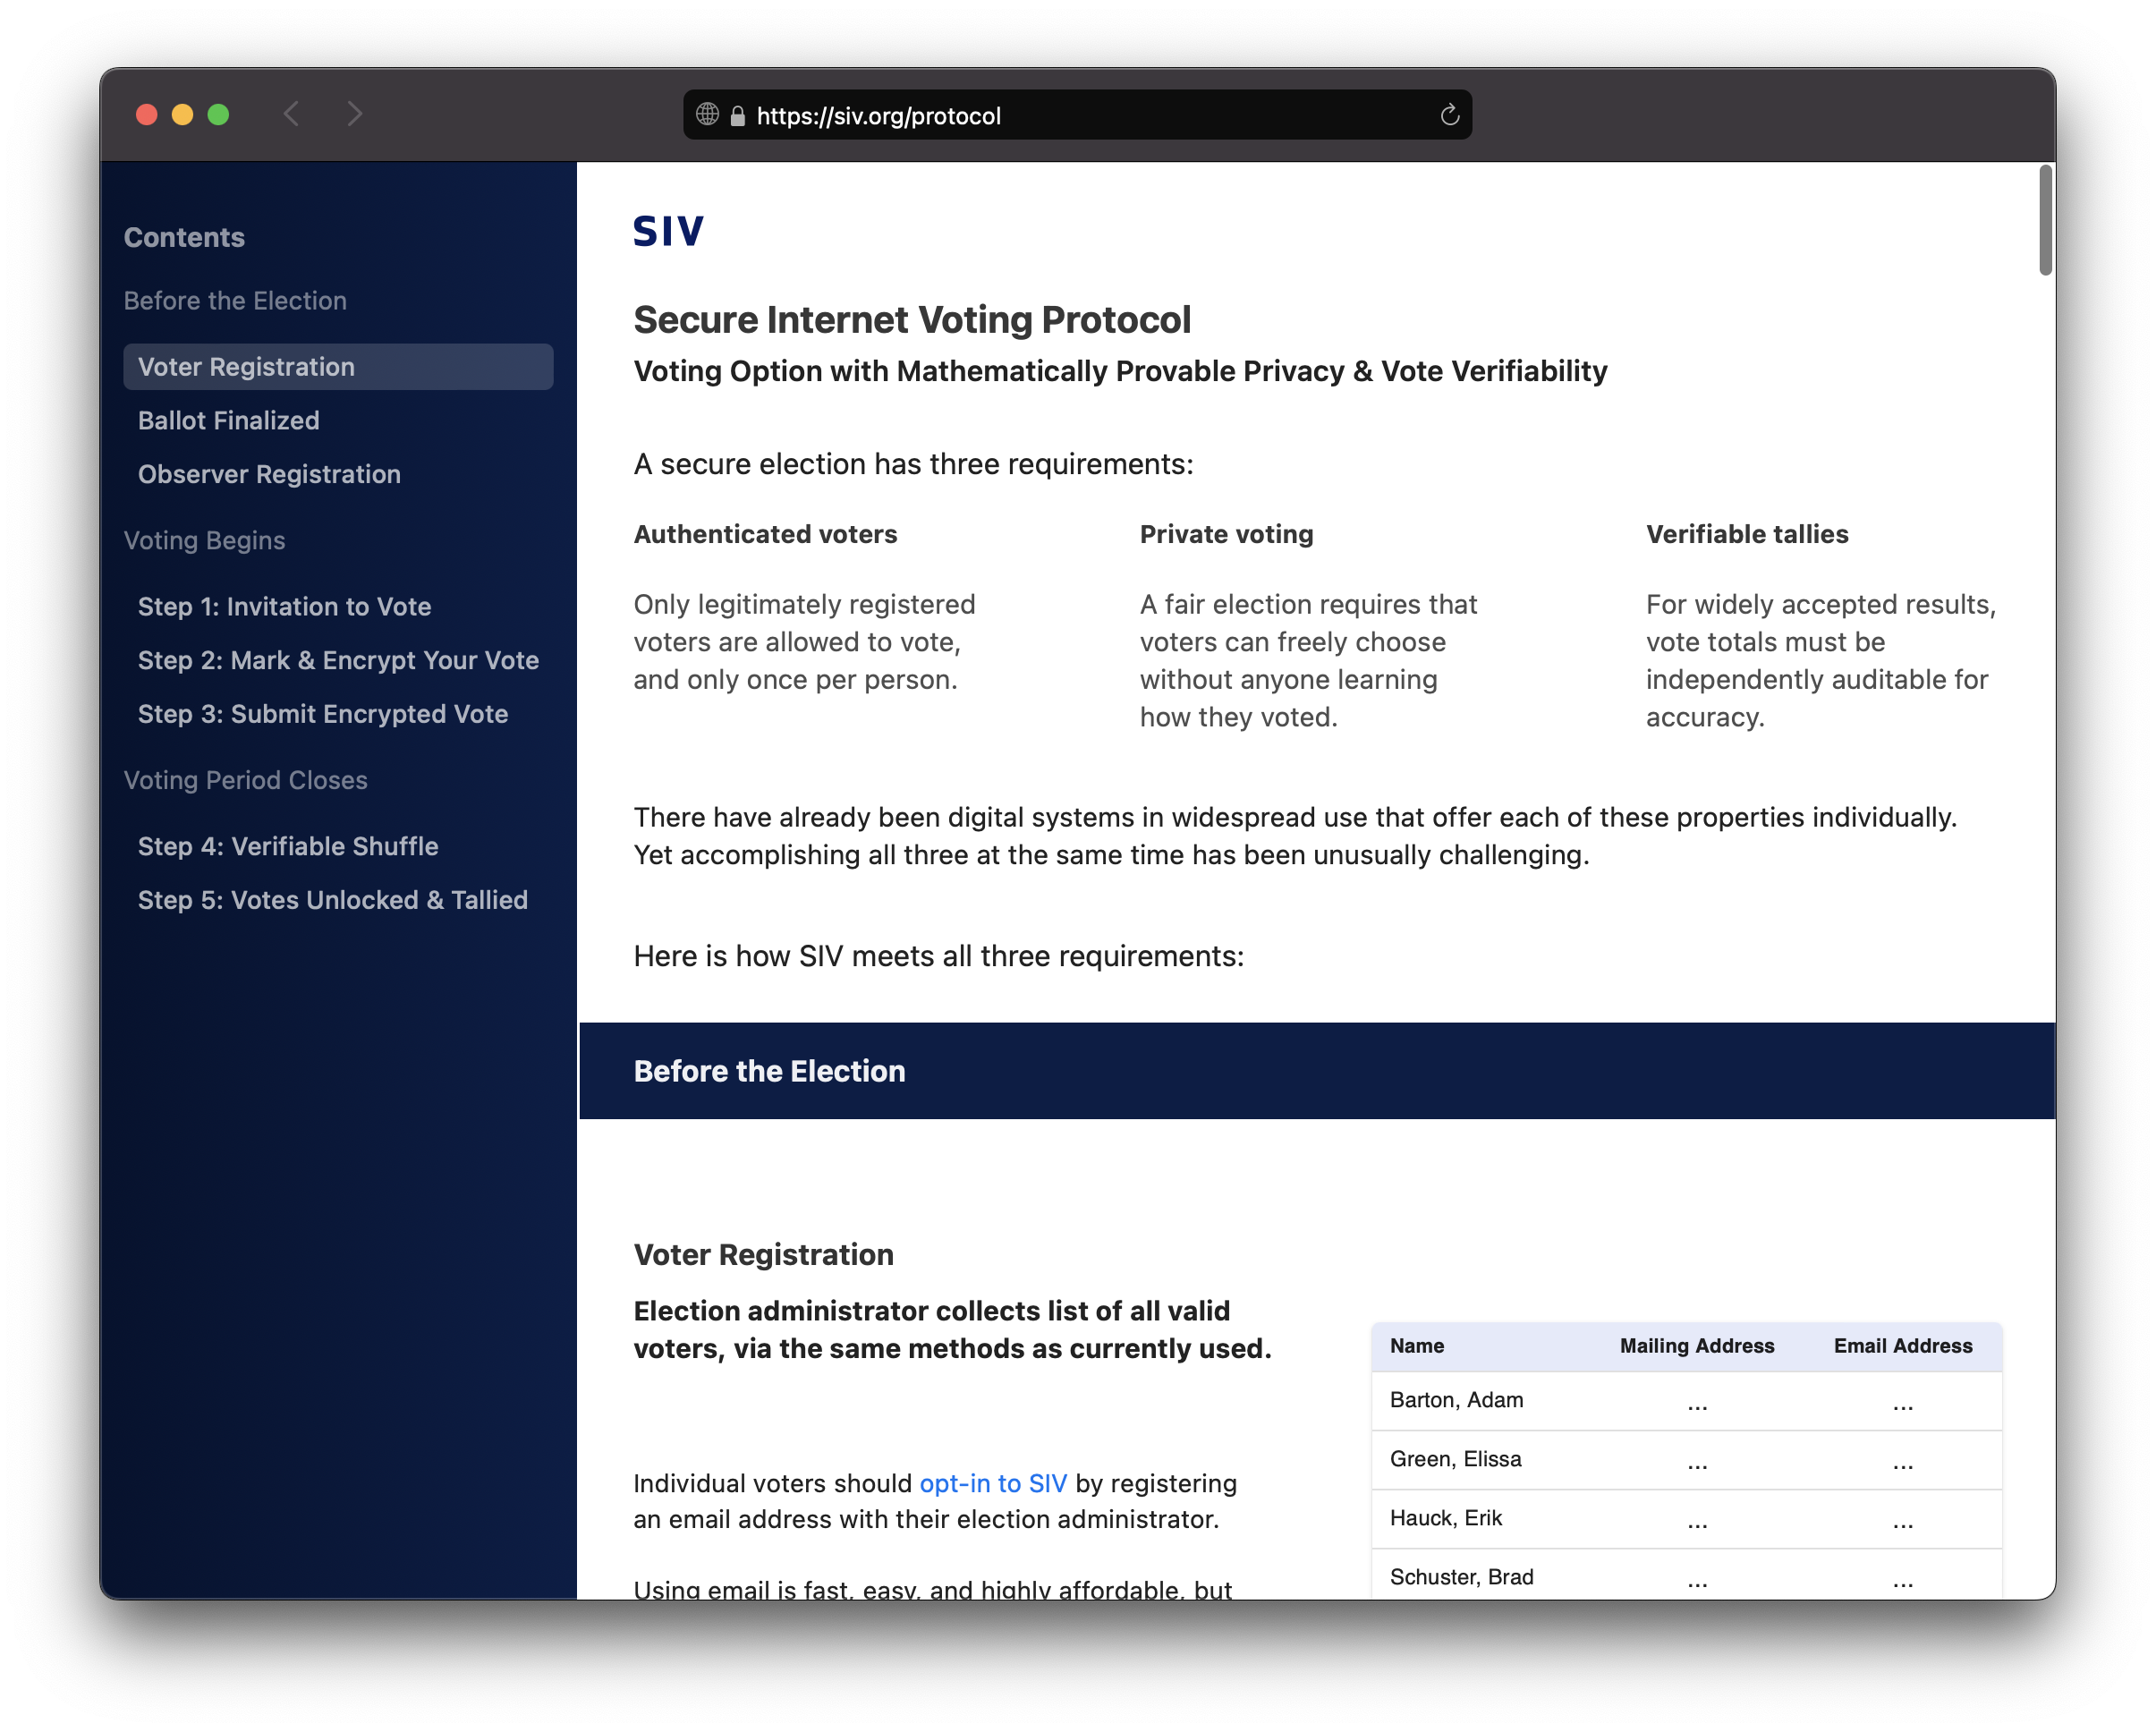 https://siv.org/protocol
Contents
Before the Election
Voter Registration
Ballot Finalized
Observer Registration
Voting Begins
Step 1: Invitation to Vote
Step 2: Mark & Encrypt Your Vote
Step 3: Submit Encrypted Vote
Voting Period Closes
Step 4: Verifiable Shuffle
Step 5: Votes Unlocked & Tallied
SIV
Secure Internet Voting Protocol
Voting Option with Mathematically Provable Privacy & Vote Verifiability
A secure election has three requirements:
Authenticated voters
Only legitimately registered
voters are allowed to vote,
and only once per person.
Private voting
A fair election requires that
voters can freely choose
without anyone learning
how they voted.
Verifiable tallies
For widely accepted results,
vote totals must be
independently auditable for
accuracy.
There have already been digital systems in widespread use that offer each of these properties individually.
Yet accomplishing all three at the same time has been unusually challenging.
Here is how SIV meets all three requirements:
Before the Election
Voter Registration
Election administrator collects list of all valid
voters, via the same methods as currently used.
Individual voters should opt-in to SIV by registering
an email address with their election administrator.
Using email is fast, easy, and highly affordable, but
Name Mailing Address Email Address
Barton, Adam ... ...
Green, Elissa ... ...
Hauck, Erik ... ...
Schuster, Brad ... ...